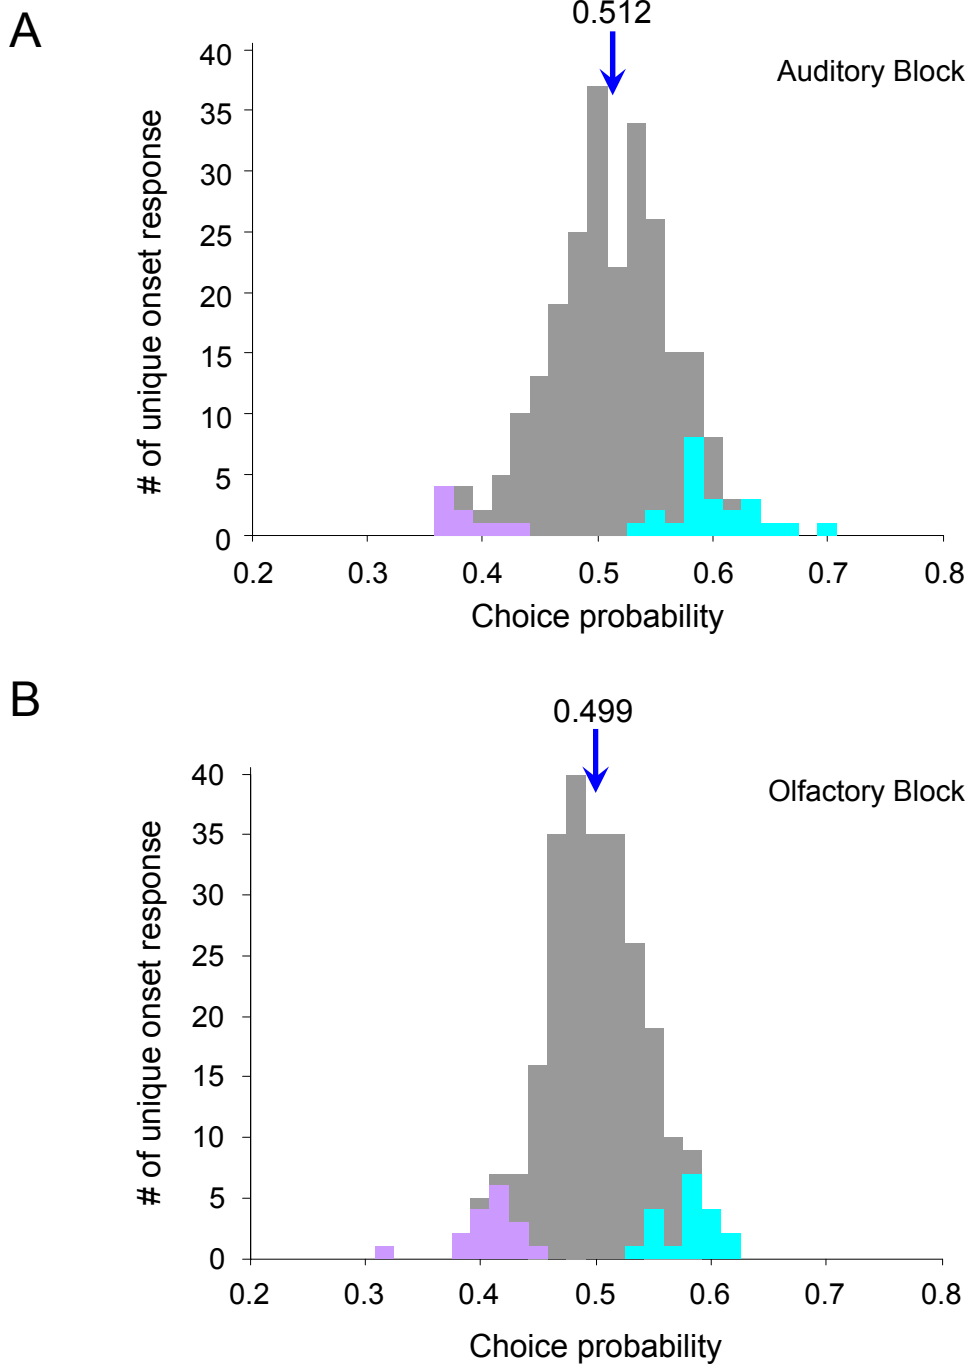 A
0.512
Auditory Block
# of unique onset response
40
35
30
25
20
15
10
5
0
0.2 0.3 0.4 0.5 0.6 0.7 0.8
Choice probability
B
0.499
Olfactory Block
# of unique onset response
40
35
30
25
20
15
10
5
0
0.2 0.3 0.4 0.5 0.6 0.7 0.8
Choice probability